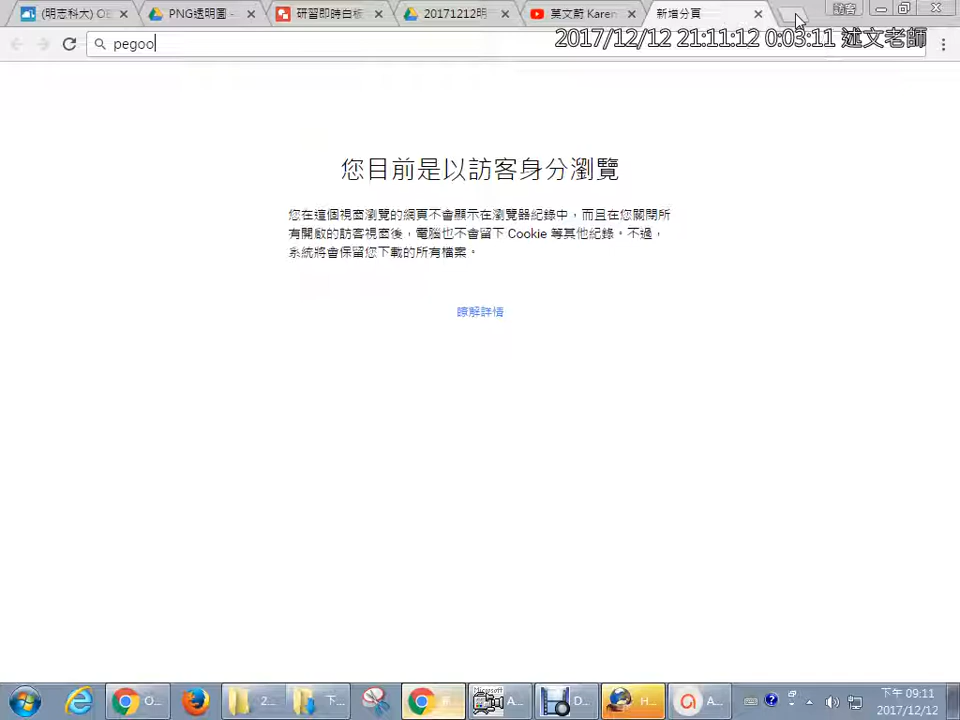 (明志科大) O
PNG透明圖 -
研習即時白板
20171212明
莫文蔚 Karen
新增分頁
訪客
pegoo
2017/12/12 21:11:12 0:03:11 述文老師
您目前是以訪客身分瀏覽
您在這個視窗瀏覽的網頁不會顯示在瀏覽器紀錄中，而且在您關閉所
有開啟的訪客視窗後，電腦也不會留下 Cookie 等其他紀錄。不過，
系統將會保留您下載的所有檔案。
瞭解詳情
O...
2...
下...
Microsoft
A...
D...
H...
A...
下午 09:11
2017/12/12